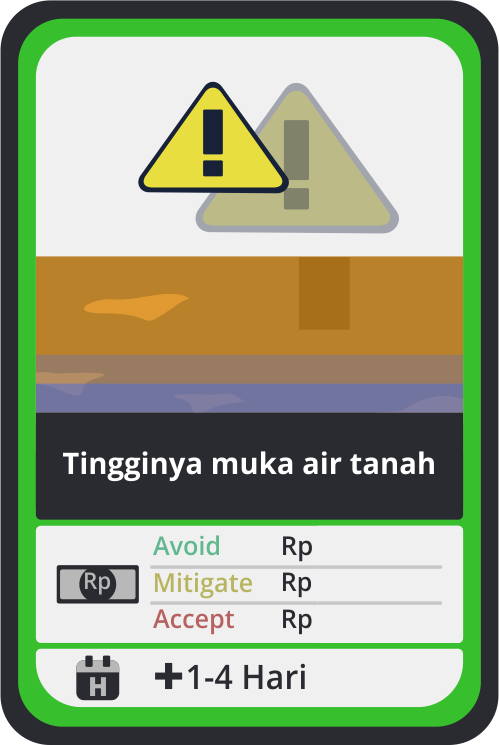 Tingginya muka air tanah
Avoid Rp
Rp Mitigate Rp
Accept Rp
H +1-4 Hari